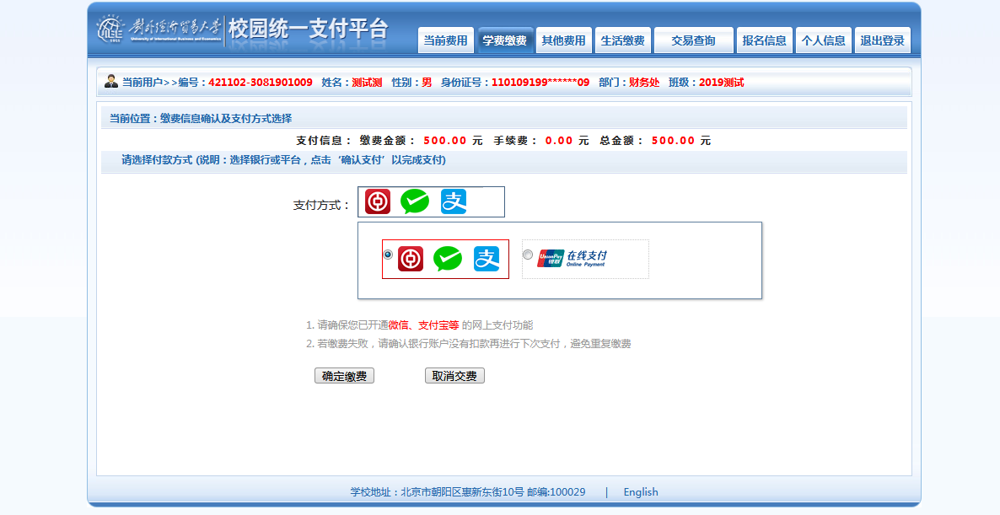 对外经济贸易大学 校园统一支付平台
University of International Business and Economics
当前费用 学费缴费 其他费用 生活缴费 交易查询 报名信息 个人信息 退出登录
当前用户>>编号：421102-3081901009 姓名：测试测 性别：男 身份证号：110109199******09 部门：财务处 班级：2019测试
当前位置：缴费信息确认及支付方式选择
支付信息： 缴费金额： 500.00 元 手续费： 0.00 元 总金额： 500.00 元
请选择付款方式 (说明：选择银行或平台，点击‘确认支付’以完成支付)
支付方式：
支
支 UnionPay 银联 在线支付
Online Payment
1. 请确保您已开通微信、支付宝等 的网上支付功能
2. 若缴费失败，请确认银行账户没有扣款再进行下次支付，避免重复缴费
确定缴费 取消交费
学校地址：北京市朝阳区惠新东街10号 邮编:100029 | English